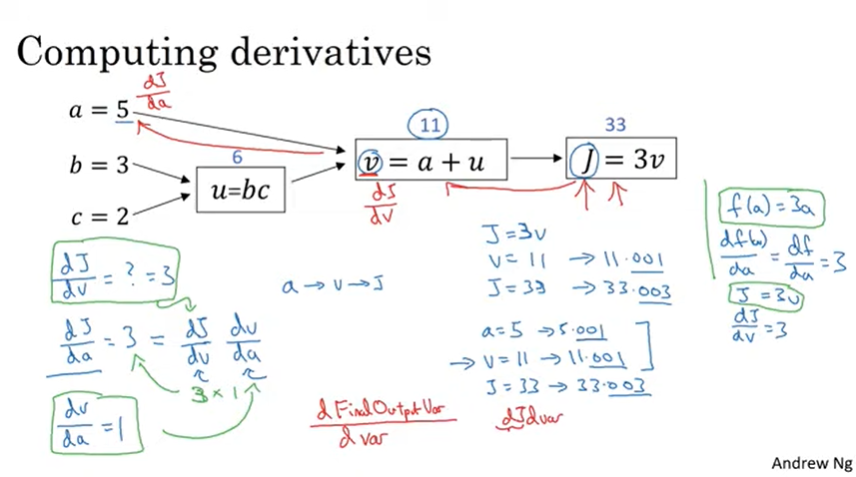 Computing derivatives
dJ/da
a = 5
11
33
b = 3
6
v = a + u
J = 3v
u=bc
c = 2
dJ/dv
f(a) = 3a
df(a)/da = df/da = 3
J = 3v
dJ/dv = 3
dJ/dv = ? = 3
a → v → J
J = 3v
v = 11 → 11.001
J = 33 → 33.003
dJ/da = 3 = dJ/dv dv/da
3 × 1
a = 5 → 5.001
→ v = 11 → 11.001
J = 33 → 33.003
dv/da = 1
d FinalOutputVar / d var
dJdvar
Andrew Ng